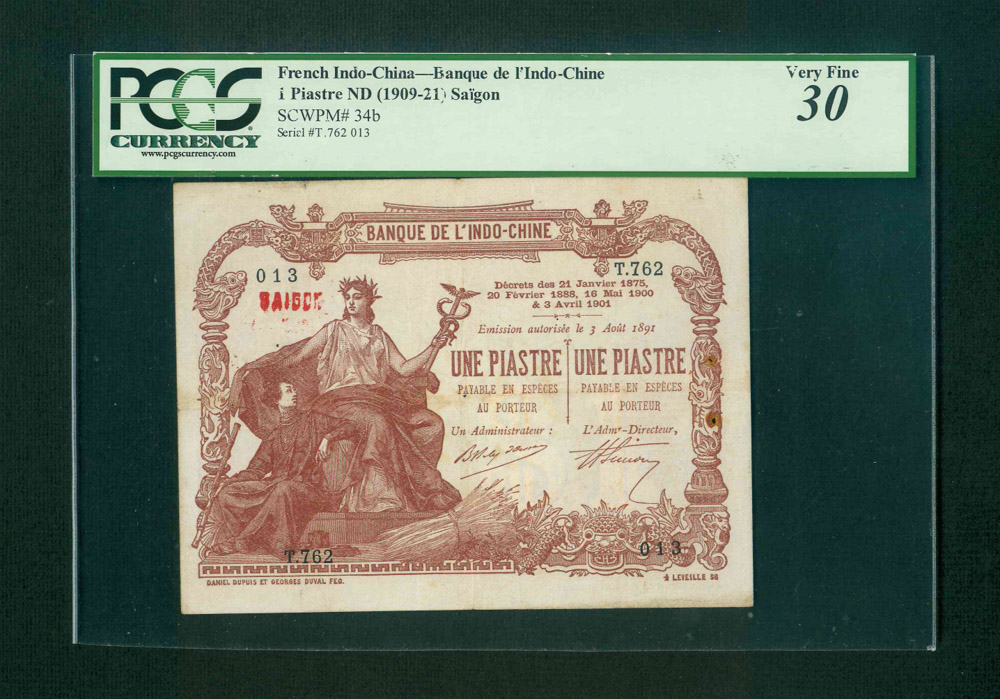 PCGS
CURRENCY
www.pcgscurrency.com
French Indo-China—Banque de l'Indo-Chine
1 Piastre ND (1909-21) Saïgon
SCWPM# 34b
Serial #T.762 013
Very Fine
30
BANQUE DE L'INDO-CHINE
013
T.762
SAIGON
Décrets des 21 Janvier 1875,
20 Février 1888, 16 Mai 1900
& 3 Avril 1901
Emission autorisée le 3 Août 1891
UNE PIASTRE
PAYABLE EN ESPÈCES
AU PORTEUR
Un Administrateur :
UNE PIASTRE
PAYABLE EN ESPÈCES
AU PORTEUR
L'Admr-Directeur,
T.762
013
DANIEL DUPUIS ET GEORGES DUVAL FEC.